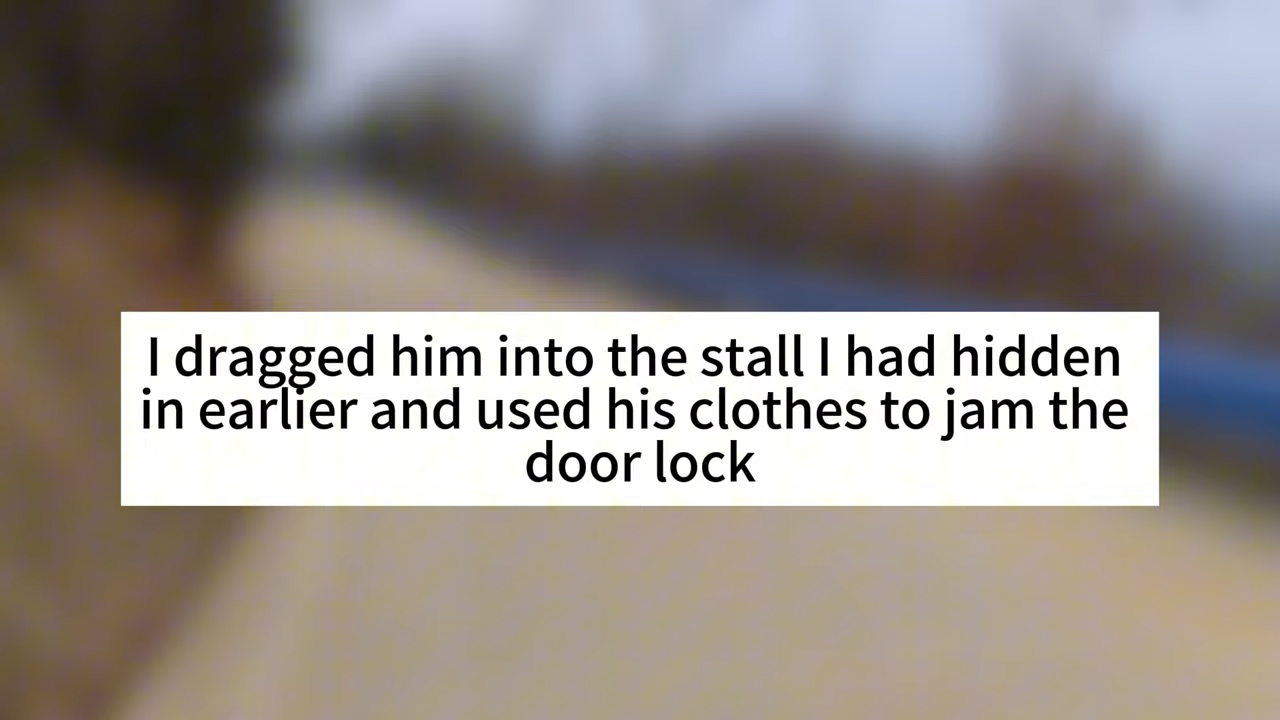 I dragged him into the stall I had hidden
in earlier and used his clothes to jam the
door lock